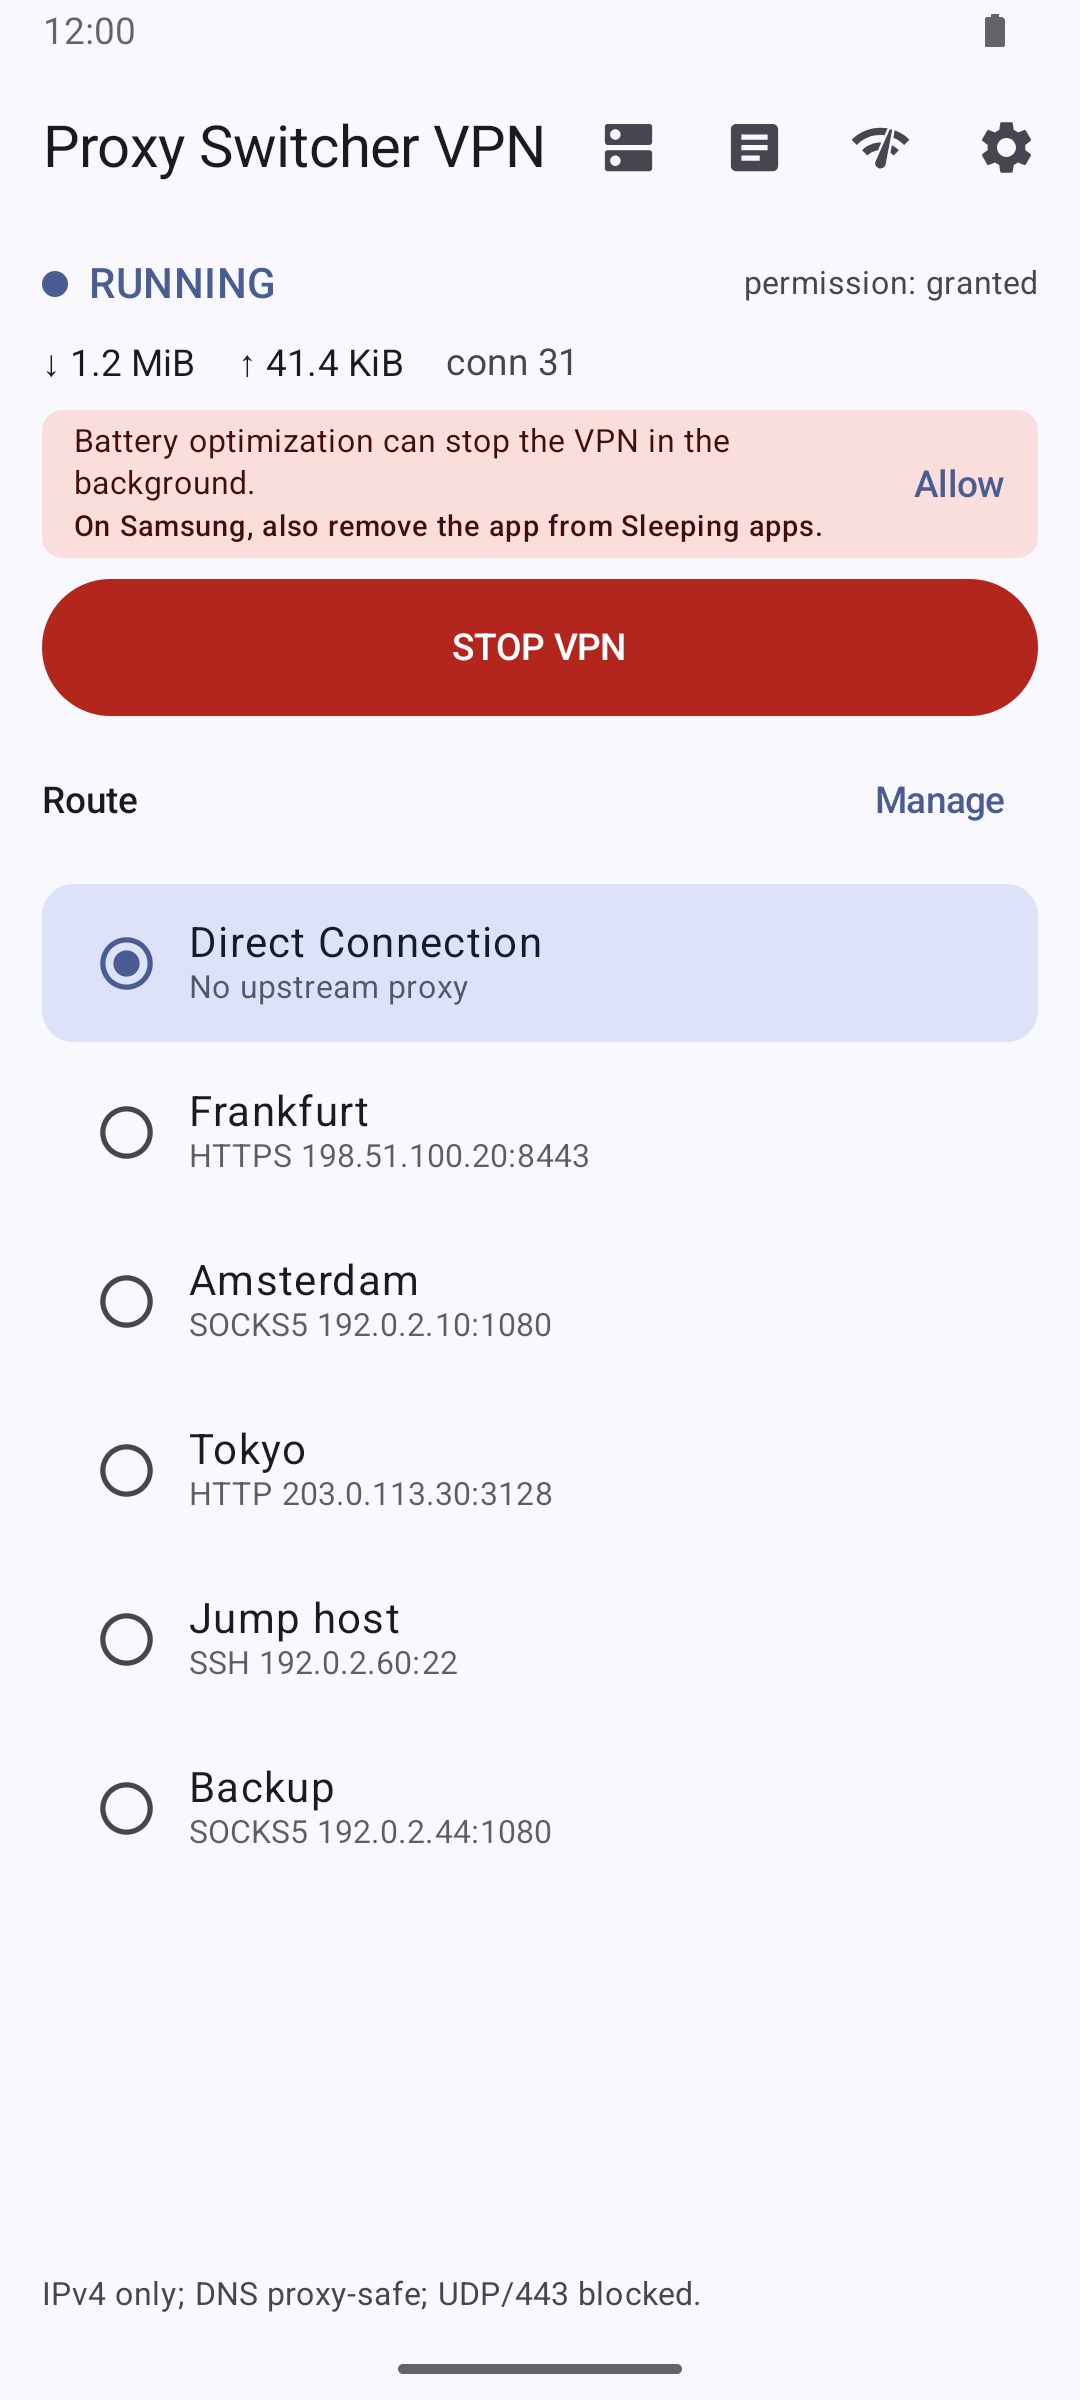 12:00
Proxy Switcher VPN
RUNNING
permission: granted
↓ 1.2 MiB ↑ 41.4 KiB conn 31
Battery optimization can stop the VPN in the
background.
On Samsung, also remove the app from Sleeping apps.
Allow
STOP VPN
Route
Manage
Direct Connection
No upstream proxy
Frankfurt
HTTPS 198.51.100.20:8443
Amsterdam
SOCKS5 192.0.2.10:1080
Tokyo
HTTP 203.0.113.30:3128
Jump host
SSH 192.0.2.60:22
Backup
SOCKS5 192.0.2.44:1080
IPv4 only; DNS proxy-safe; UDP/443 blocked.